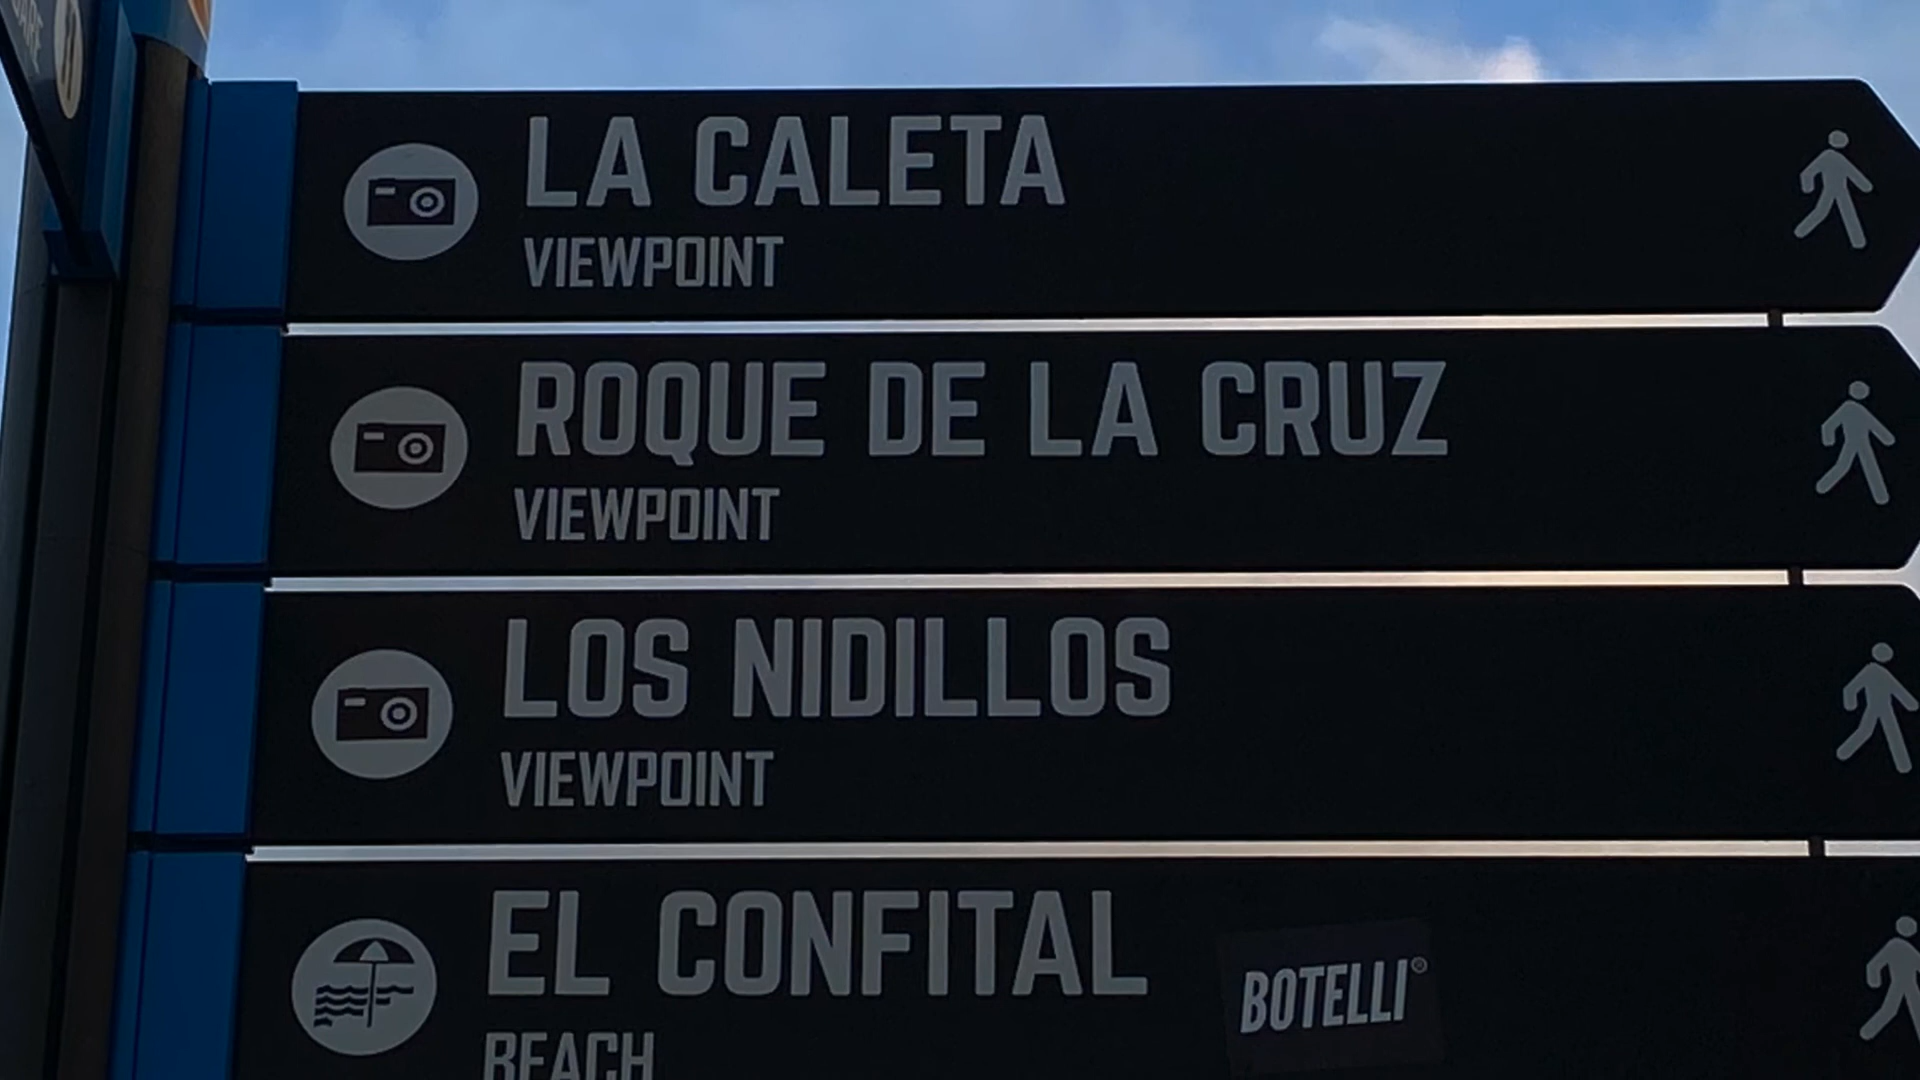 LA CALETA
VIEWPOINT
ROQUE DE LA CRUZ
VIEWPOINT
LOS NIDILLOS
VIEWPOINT
EL CONFITAL
BEACH
BOTELLI®